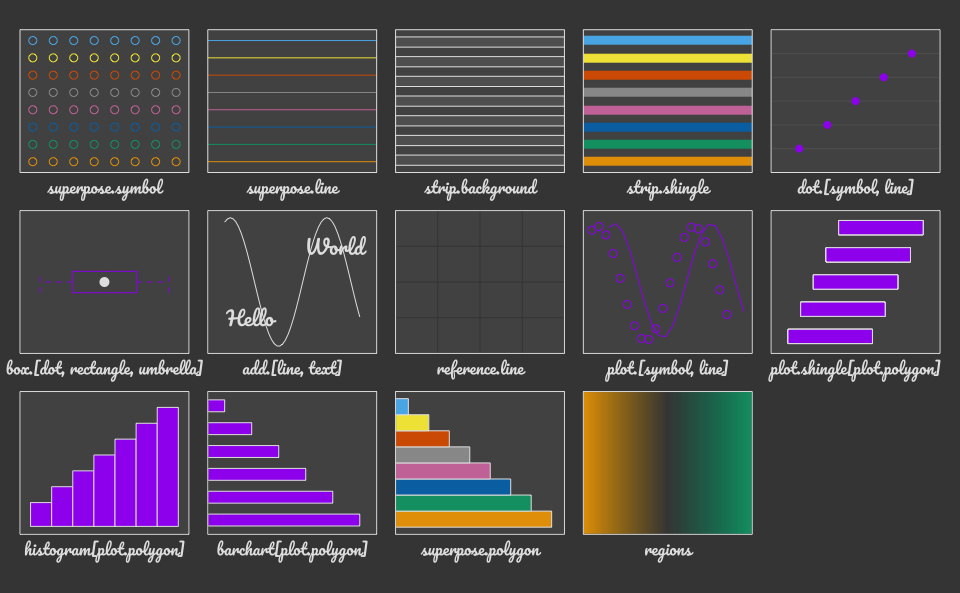 superpose.symbol
superpose.line
strip.background
strip.shingle
dot.[symbol, line]
World
Hello
box.[dot, rectangle, umbrella]
add.[line, text]
reference.line
plot.[symbol, line]
plot.shingle[plot.polygon]
histogram[plot.polygon]
barchart[plot.polygon]
superpose.polygon
regions